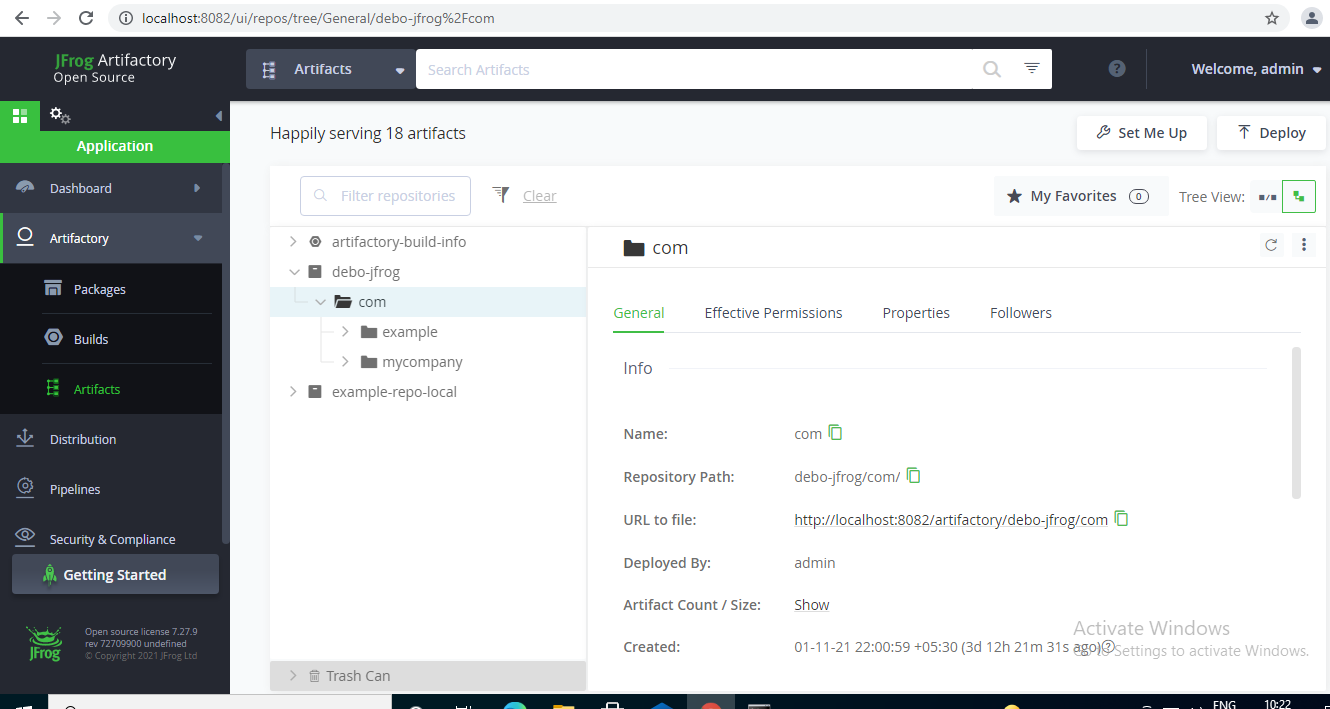 localhost:8082/ui/repos/tree/General/debo-jfrog%2Fcom
JFrog Artifactory
Open Source
Artifacts
Search Artifacts
?
Welcome, admin
Application
Happily serving 18 artifacts
Set Me Up
Deploy
Dashboard
Artifactory
Packages
Builds
Artifacts
Distribution
Pipelines
Security & Compliance
Getting Started
JFrog
Open source license 7.27.9
rev 72709900 undefined
© Copyright 2021 JFrog Ltd
Filter repositories
Clear
My Favorites 0
Tree View:
artifactory-build-info
debo-jfrog
com
example
mycompany
example-repo-local
Trash Can
com
General Effective Permissions Properties Followers
Info
Name: com
Repository Path: debo-jfrog/com/
URL to file: http://localhost:8082/artifactory/debo-jfrog/com
Deployed By: admin
Artifact Count / Size: Show
Created: 01-11-21 22:00:59 +05:30 (3d 12h 21m 31s ago)
Activate Windows
Go to Settings to activate Windows.
ENG
10:22